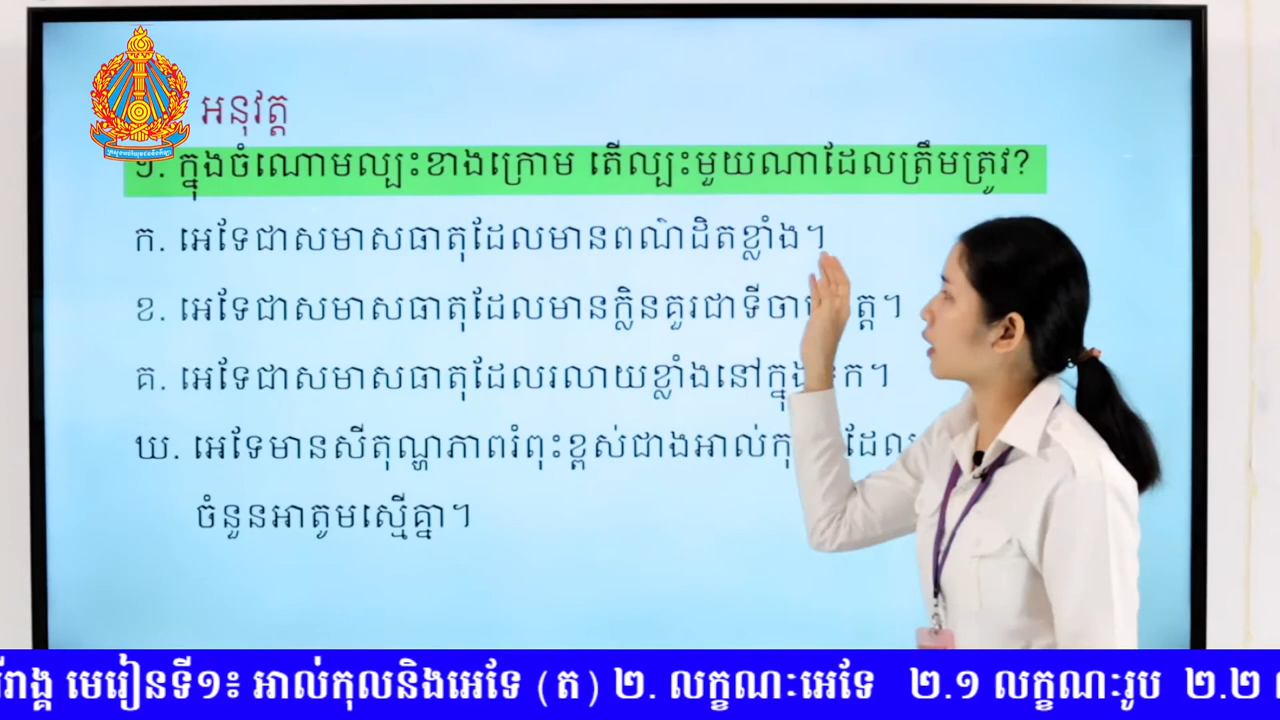 អនុវត្ត
១. ក្នុងចំណោមល្បះខាងក្រោម តើល្បះមួយណាដែលត្រឹមត្រូវ?
ក. អេទែជាសមាសធាតុដែលមានពណ៌ដិតខ្លាំង។
ខ. អេទែជាសមាសធាតុដែលមានក្លិនគួរជាទី
គ. អេទែជាសមាសធាតុដែលរលាយខ្លាំងនៅក្នុង
ឃ. អេទែមានសីតុណ្ហភាពរំពុះខ្ពស់ជាង ដែល
ចំនួនអាតូមស្មើគ្នា។
មេរៀនទី១៖ អាល់កុលនិងអេទែ (ត) ២. លក្ខណៈអេទែ ២.១ លក្ខណៈរូប ២.២